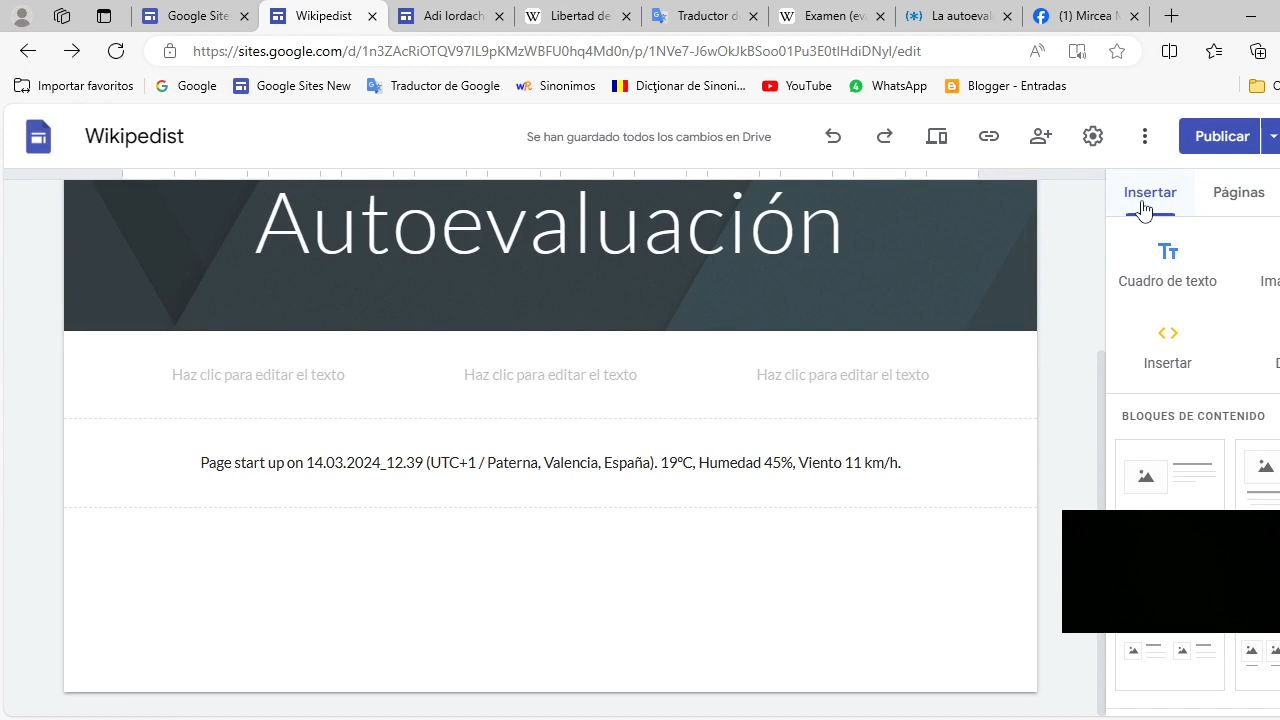 Google Site
Wikipedist
Adi Iordach
Libertad de
Traductor d
Examen (ev
La autoeval
(1) Mircea M
https://sites.google.com/d/1n3ZAcRiOTQV97IL9pKMzWBFU0hq4Md0n/p/1NVe7-J6wOkJkBSoo01Pu3E0tlHdiDNyI/edit
Importar favoritos
Google
Google Sites New
Traductor de Google
Sinonimos
Dicționar de Sinoni...
YouTube
WhatsApp
Blogger - Entradas
Wikipedist
Se han guardado todos los cambios en Drive
Publicar
Autoevaluación
Insertar
Páginas
Cuadro de texto
Insertar
Haz clic para editar el texto
Haz clic para editar el texto
Haz clic para editar el texto
BLOQUES DE CONTENIDO
Page start up on 14.03.2024_12.39 (UTC+1 / Paterna, Valencia, España). 19°C, Humedad 45%, Viento 11 km/h.